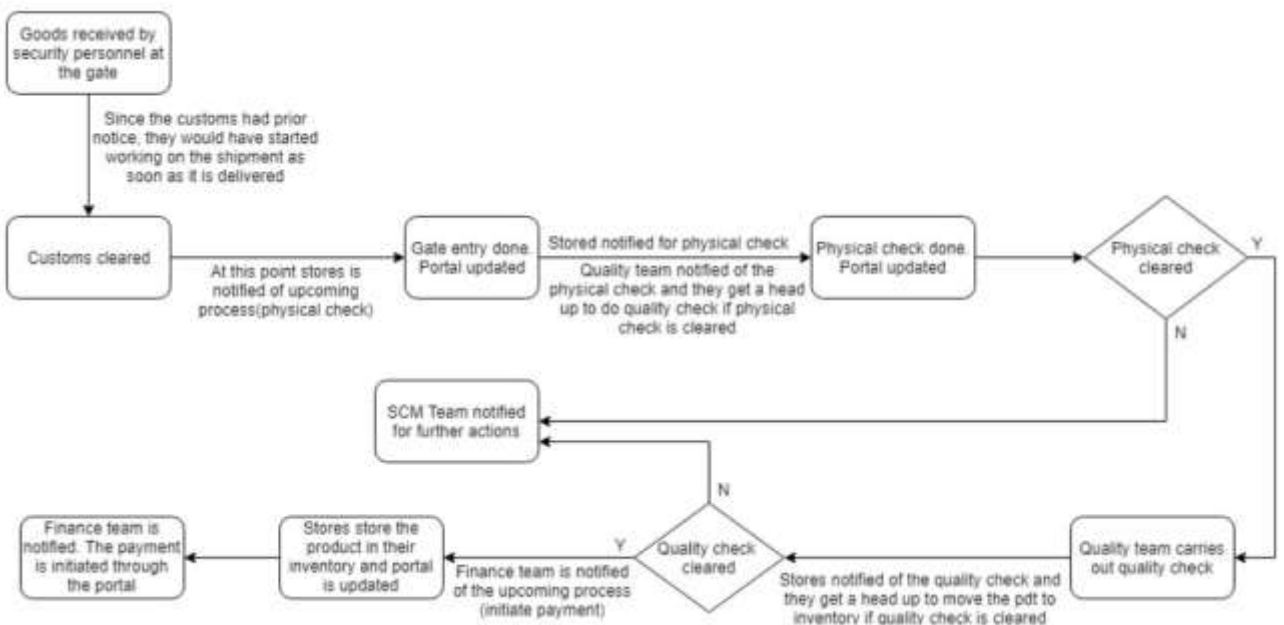 Goods received by
security personnel at
the gate
Since the customs had prior
notice, they would have started
working on the shipment as
soon as it is delivered
Customs cleared
At this point stores is
notified of upcoming
process(physical check)
Gate entry done.
Portal updated
Stored notified for physical check
Quality team notified of the
physical check and they get a head
up to do quality check if physical
check is cleared
Physical check done.
Portal updated
Physical check
cleared
Y
N
SCM Team notified
for further actions
N
Finance team is
notified. The payment
is initiated through
the portal
Stores store the
product in their
inventory and portal
is updated
Y
Finance team is notified
of the upcoming process
(initiate payment)
Quality check
cleared
Stores notified of the quality check and
they get a head up to move the pdt to
inventory if quality check is cleared
Quality team carries
out quality check